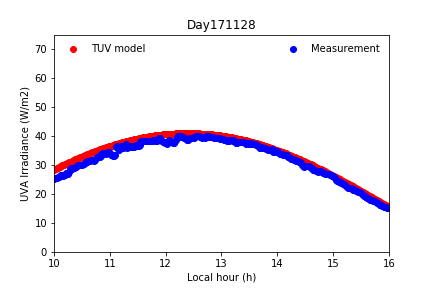 Day171128
TUV model
Measurement
UVA Irradiance (W/m2)
70
60
50
40
30
20
10
0
10 11 12 13 14 15 16
Local hour (h)